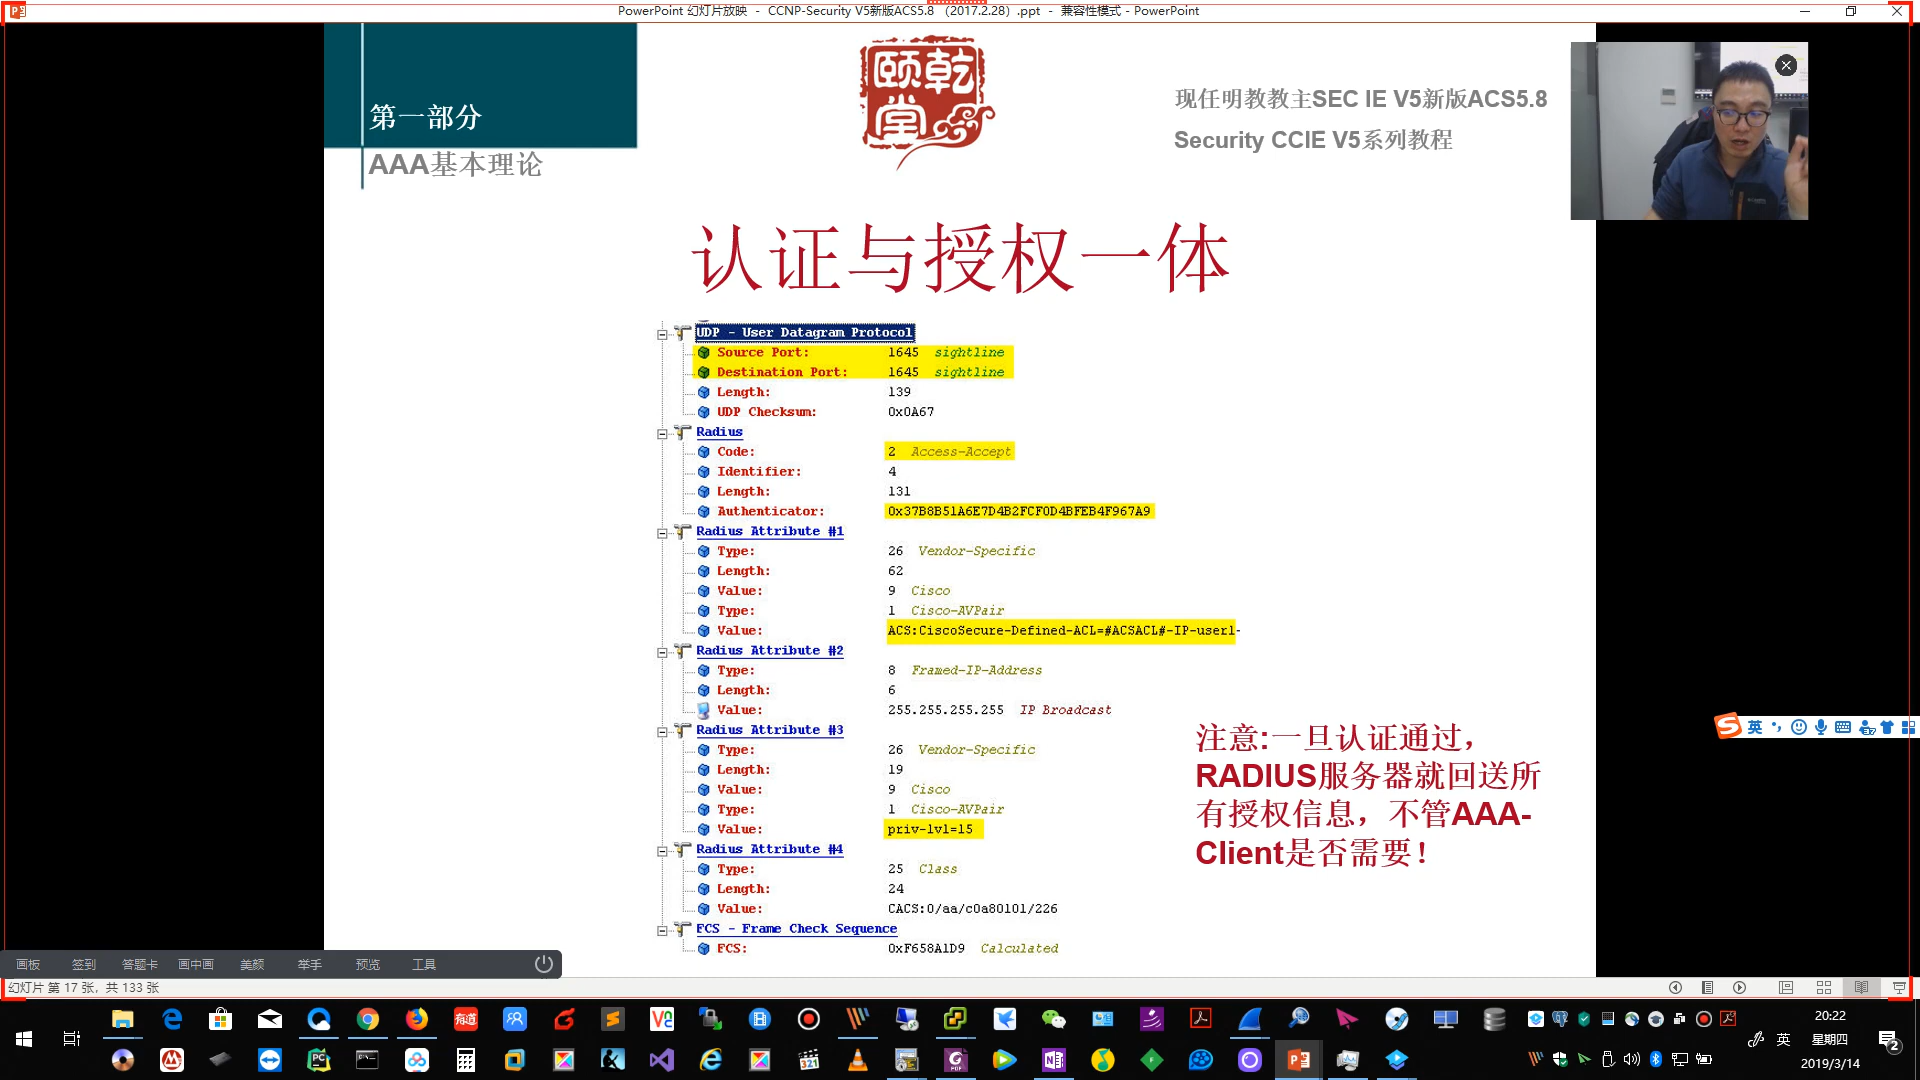 PowerPoint 幻灯片放映 - CCNP-Security V5新版ACS5.8 （2017.2.28）.ppt - 兼容性模式 - PowerPoint
第一部分
AAA基本理论
颐乾堂
现任明教教主SEC IE V5新版ACS5.8
Security CCIE V5系列教程
认证与授权一体
UDP - User Datagram Protocol
Source Port: 1645 sightline
Destination Port: 1645 sightline
Length: 139
UDP Checksum: 0x0A67
Radius
Code: 2 Access-Accept
Identifier: 4
Length: 131
Authenticator: 0x37B8B51A6E7D4B2FCF0D4BFEB4F967A9
Radius Attribute #1
Type: 26 Vendor-Specific
Length: 62
Value: 9 Cisco
Type: 1 Cisco-AVPair
Value: ACS:CiscoSecure-Defined-ACL=#ACSACL#-IP-user1-
Radius Attribute #2
Type: 8 Framed-IP-Address
Length: 6
Value: 255.255.255.255 IP Broadcast
Radius Attribute #3
Type: 26 Vendor-Specific
Length: 19
Value: 9 Cisco
Type: 1 Cisco-AVPair
Value: priv-lvl=15
Radius Attribute #4
Type: 25 Class
Length: 24
Value: CACS:0/aa/c0a80101/226
FCS - Frame Check Sequence
FCS: 0xF658A1D9 Calculated
注意:一旦认证通过，
RADIUS服务器就回送所
有授权信息，不管AAA-
Client是否需要！
英
画板 签到 答题卡 画中画 美颜 举手 预览 工具
幻灯片 第 17 张，共 133 张
有道
321
英
20:22
星期四
2019/3/14
2